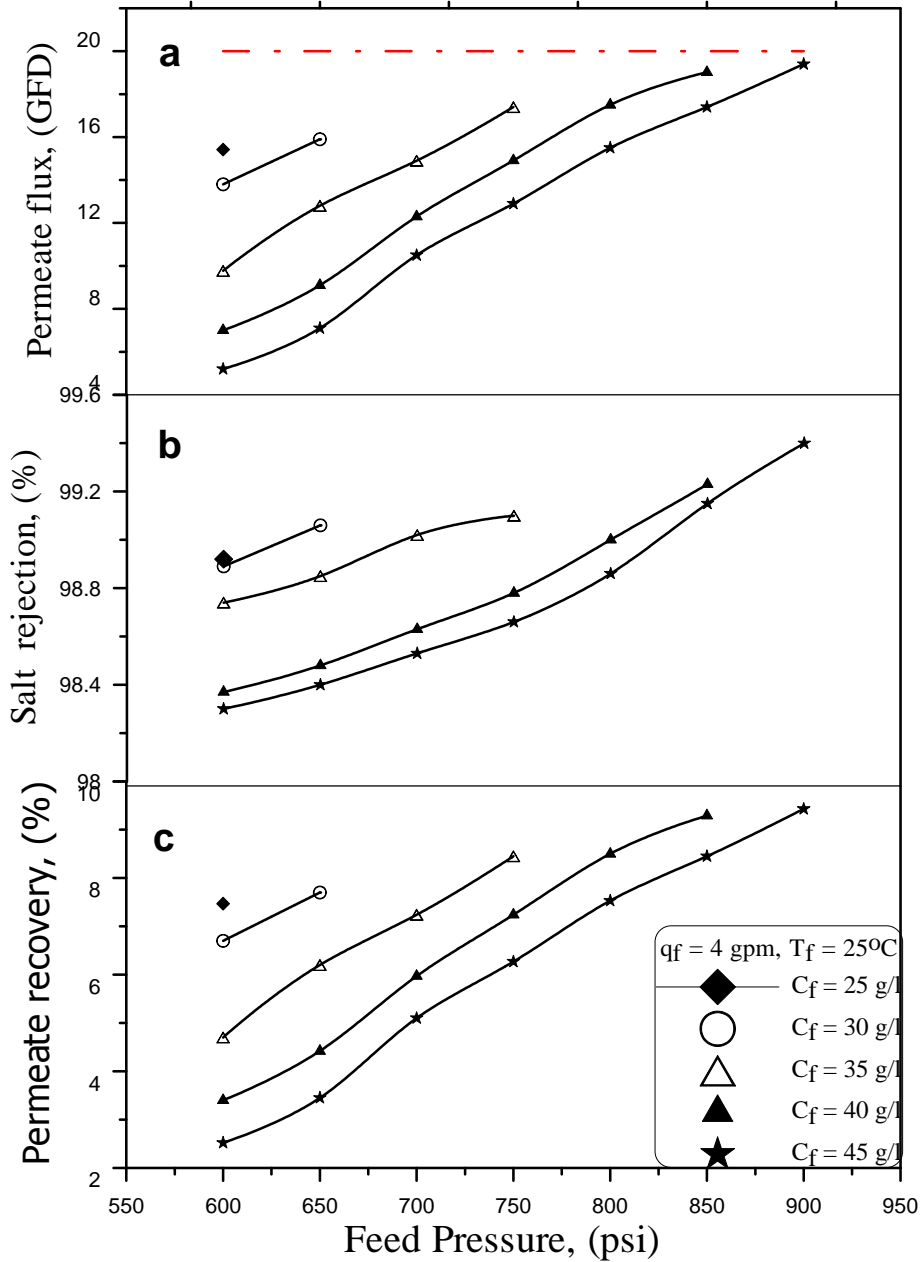 a
20
16
12
8
4
Permeate flux, (GFD)
b
99.6
99.2
98.8
98.4
98
Salt rejection, (%)
c
10
8
6
4
2
Permeate recovery, (%)
qf = 4 gpm, Tf = 25ºC
Cf = 25 g/l
Cf = 30 g/l
Cf = 35 g/l
Cf = 40 g/l
Cf = 45 g/l
550 600 650 700 750 800 850 900 950
Feed Pressure, (psi)